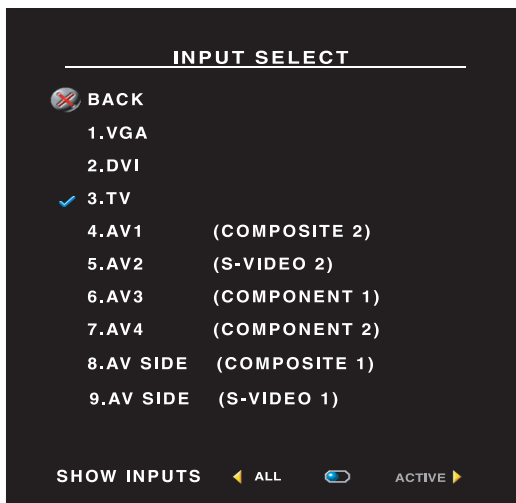 INPUT SELECT
BACK
1.VGA
2.DVI
3.TV
4.AV1 (COMPOSITE 2)
5.AV2 (S-VIDEO 2)
6.AV3 (COMPONENT 1)
7.AV4 (COMPONENT 2)
8.AV SIDE (COMPOSITE 1)
9.AV SIDE (S-VIDEO 1)
SHOW INPUTS ALL ACTIVE